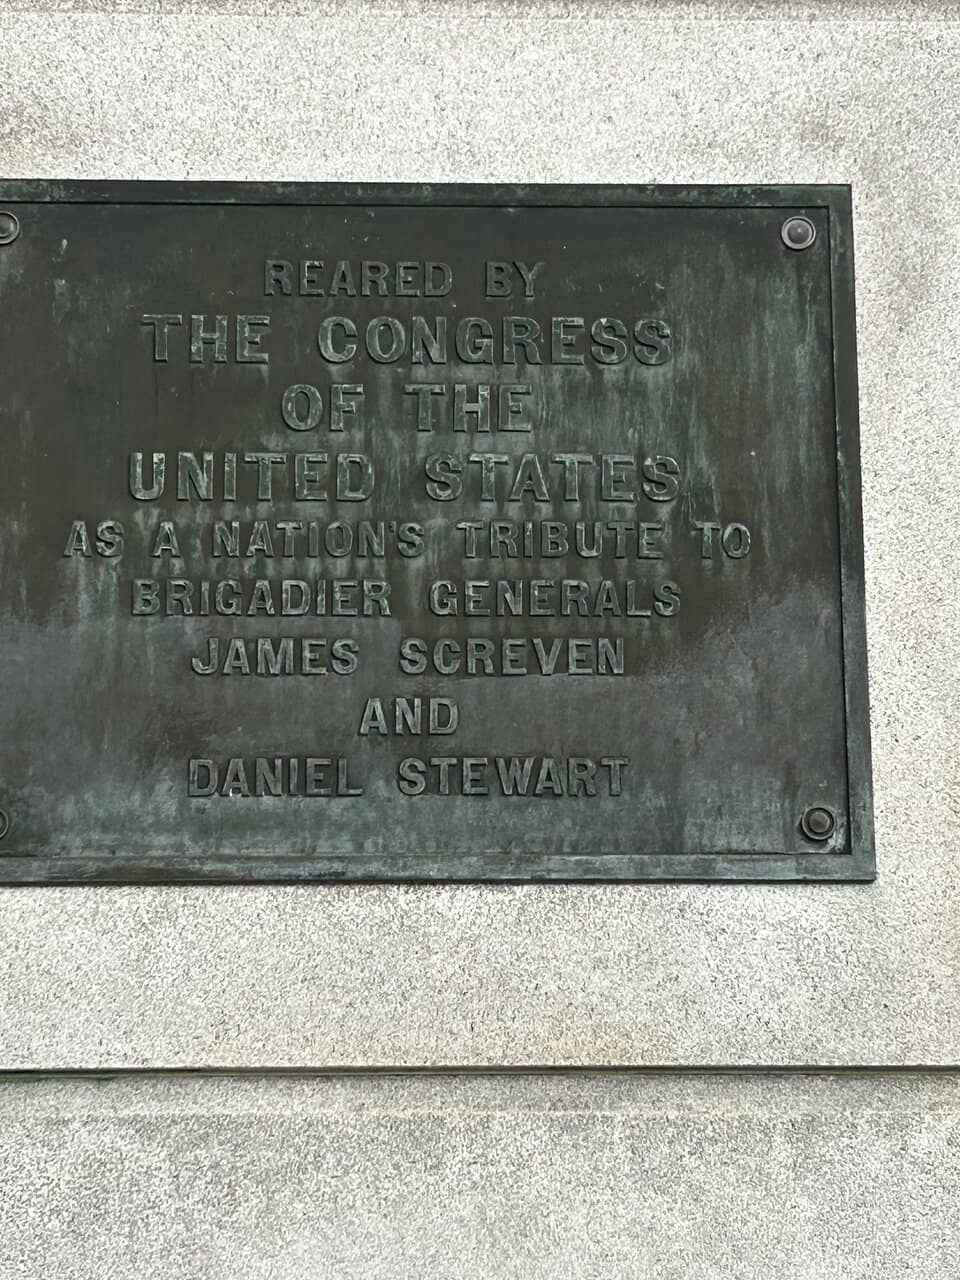 REARED BY
THE CONGRESS
OF THE
UNITED STATES
AS A NATION'S TRIBUTE TO
BRIGADIER GENERALS
JAMES SCREVEN
AND
DANIEL STEWART